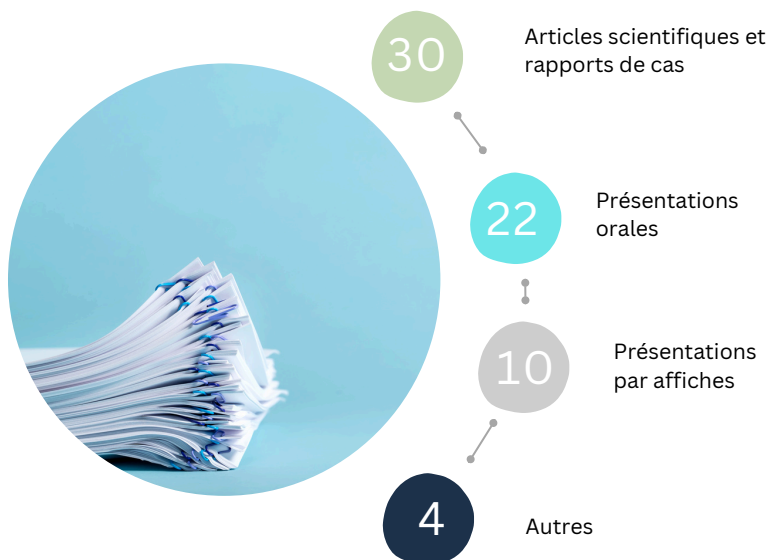 30
Articles scientifiques et
rapports de cas
22
Présentations
orales
10
Présentations
par affiches
4
Autres